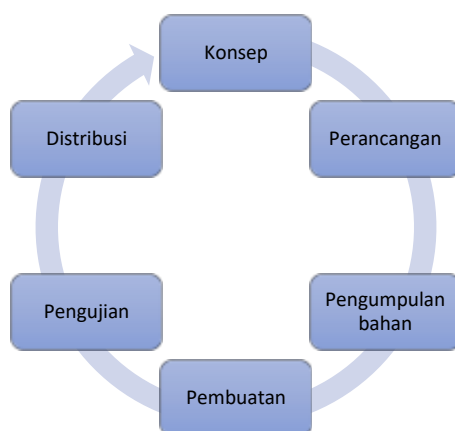 Konsep
Perancangan
Pengumpulan
bahan
Pembuatan
Pengujian
Distribusi